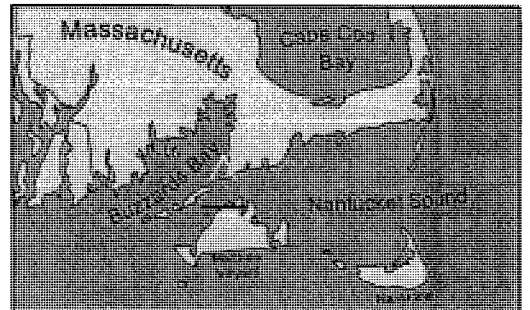 Massachusetts
Cape Cod
Bay
Buzzards Bay
Nantucket Sound